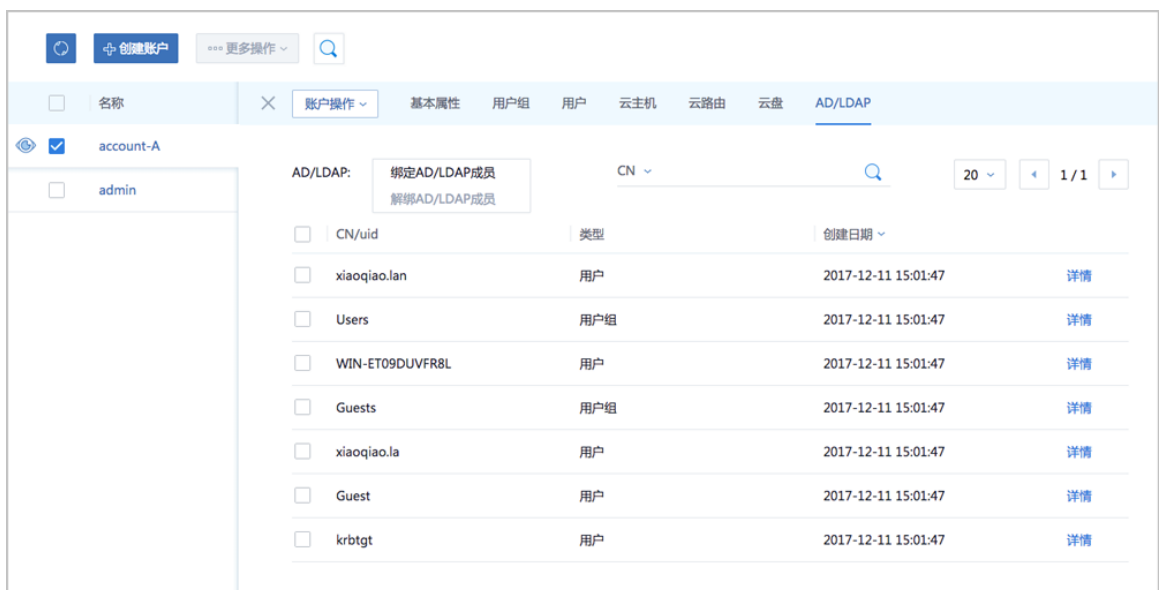 创建账户 更多操作
名称 账户操作 基本属性 用户组 用户 云主机 云路由 云盘 AD/LDAP
account-A
admin
AD/LDAP: 绑定AD/LDAP成员 CN 20 1 / 1
解绑AD/LDAP成员
CN/uid 类型 创建日期
xiaoqiao.lan 用户 2017-12-11 15:01:47 详情
Users 用户组 2017-12-11 15:01:47 详情
WIN-ET09DUVFR8L 用户 2017-12-11 15:01:47 详情
Guests 用户组 2017-12-11 15:01:47 详情
xiaoqiao.la 用户 2017-12-11 15:01:47 详情
Guest 用户 2017-12-11 15:01:47 详情
krbtgt 用户 2017-12-11 15:01:47 详情